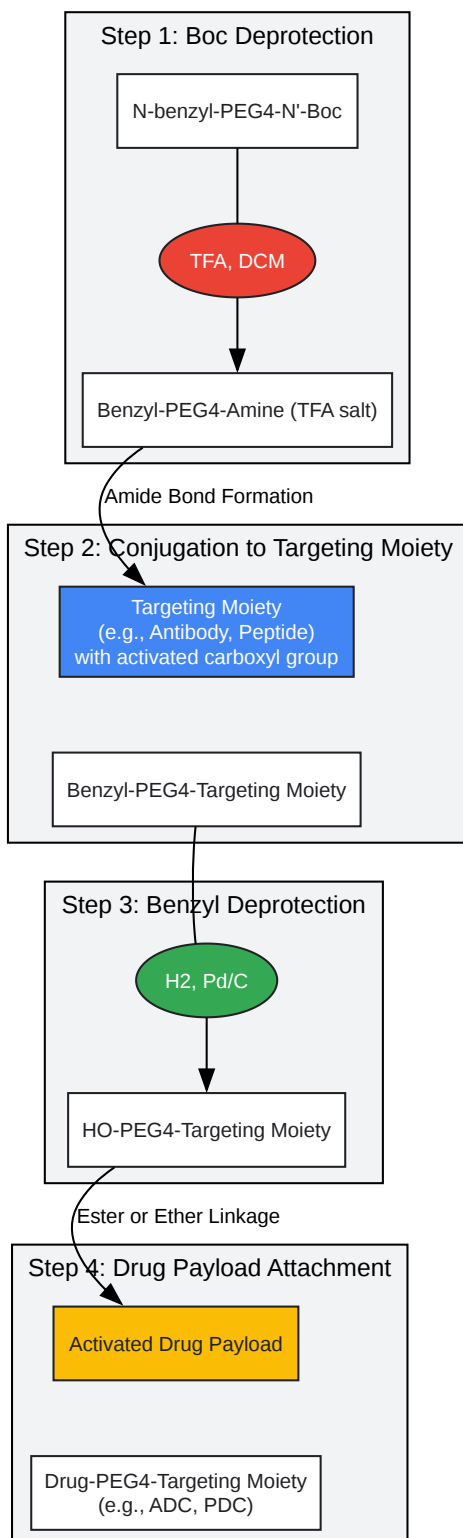 Step 1: Boc Deprotection
N-benzyl-PEG4-N'-Boc
TFA, DCM
Benzyl-PEG4-Amine (TFA salt)
Amide Bond Formation
Step 2: Conjugation to Targeting Moiety
Targeting Moiety
(e.g., Antibody, Peptide)
with activated carboxyl group
Benzyl-PEG4-Targeting Moiety
Step 3: Benzyl Deprotection
H2, Pd/C
HO-PEG4-Targeting Moiety
Ester or Ether Linkage
Step 4: Drug Payload Attachment
Activated Drug Payload
Drug-PEG4-Targeting Moiety
(e.g., ADC, PDC)